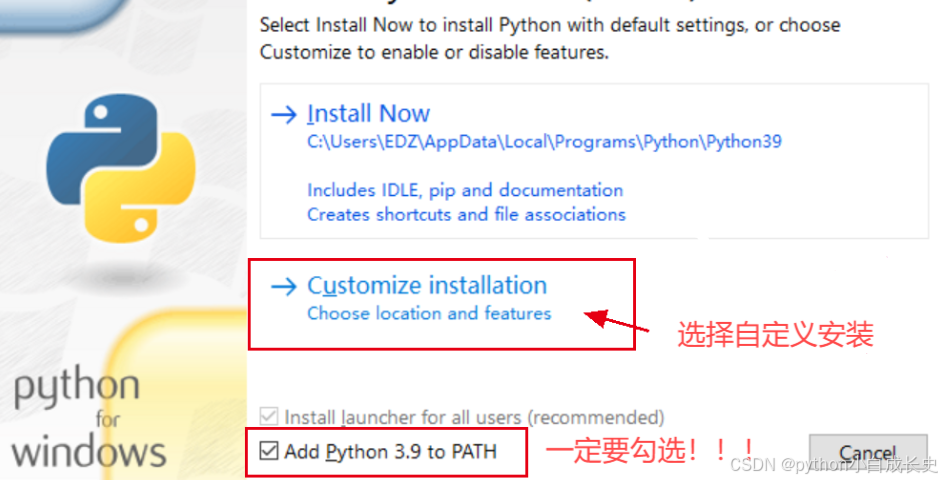 Select Install Now to install Python with default settings, or choose
Customize to enable or disable features.
Install Now
C:\Users\EDZ\AppData\Local\Programs\Python\Python39
Includes IDLE, pip and documentation
Creates shortcuts and file associations
Customize installation
Choose location and features
选择自定义安装
Install launcher for all users (recommended)
Add Python 3.9 to PATH
一定要勾选！！！
Cancel
python
for
windows
CSDN @python小白成长史